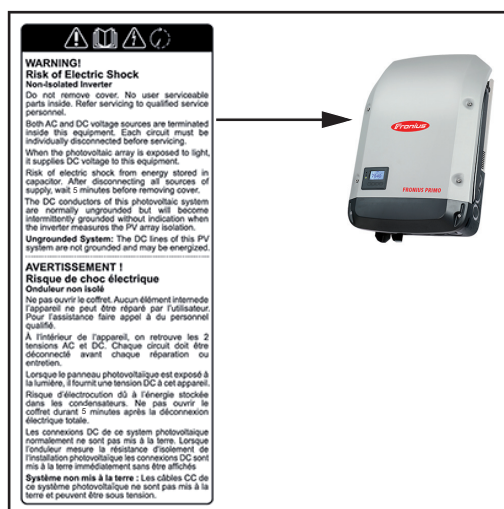 WARNING!
Risk of Electric Shock
Non-Isolated Inverter
Do not remove cover. No user serviceable
parts inside. Refer servicing to qualified service
personnel.
Both AC and DC voltage sources are terminated
inside this equipment. Each circuit must be
individually disconnected before servicing.
When the photovoltaic array is exposed to light,
it supplies DC voltage to this equipment.
Risk of electric shock from energy stored in
capacitor. After disconnecting all sources of
supply, wait 5 minutes before removing cover.
The DC conductors of this photovoltaic system
are normally ungrounded but will become
intermittently grounded without indication when
the inverter measures the PV array isolation.
Ungrounded System: The DC lines of this PV
system are not grounded and may be energized.
AVERTISSEMENT !
Risque de choc électrique
Onduleur non isolé
Ne pas ouvrir le coffret. Aucun élément internede
l'appareil ne peut être réparé par l'utilisateur.
Pour l'assistance faire appel à du personnel
qualifié.
À l'intérieur de l'appareil, on retrouve les 2
tensions AC et DC. Chaque circuit doit être
déconnecté avant chaque réparation ou
entretien.
Lorsque le panneau photovoltaïque est exposé à
la lumière, il fournit une tension DC à cet appareil.
Risque d'électrocution dû à l'énergie stockée
dans les condensateurs. Ne pas ouvrir le
coffret durant 5 minutes après la déconnexion
électrique totale.
Les connexions DC de ce system photovoltaique
normalement ne sont pas mis à la terre. Lorsque
l'onduleur mesure la résistance d'isolement de
l'installation photovoltaïque les connexions DC sont
mis à la terre immédiatement sans être affichés
Système non mis à la terre : Les câbles CC de
ce système photovoltaïque ne sont pas mis à la
terre et peuvent être sous tension.
Fronius
FRONIUS PRIMO